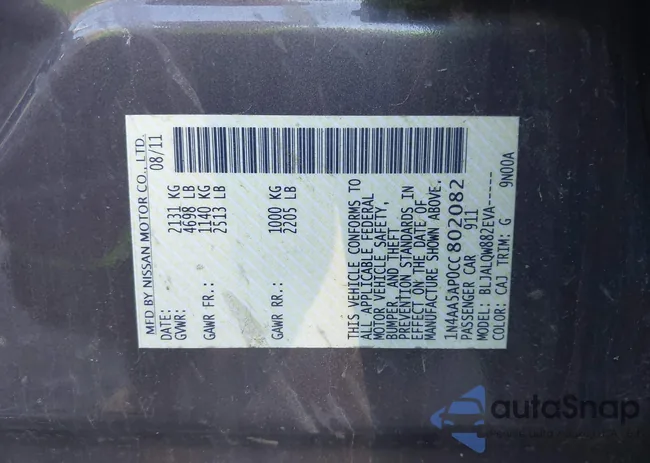 MFD BY NISSAN MOTOR CO., LTD.
DATE: 08/11
GVWR: 2131 KG
4698 LB
GAWR FR.: 1140 KG
2513 LB
GAWR RR.: 1000 KG
2205 LB
THIS VEHICLE CONFORMS TO
ALL APPLICABLE FEDERAL
MOTOR VEHICLE SAFETY,
BUMPER, AND THEFT
PREVENTION STANDARDS IN
EFFECT ON THE DATE OF
MANUFACTURE SHOWN ABOVE.
1N4AA5AP0CC802082
PASSENGER CAR 911
MODEL: BLJALQWA82EVA-----
COLOR: CAJ TRIM: G 9N00A
autoSnap